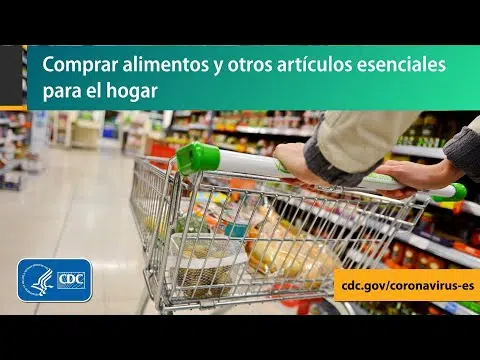 Comprar alimentos y otros artículos esenciales
para el hogar
CDC
cdc.gov/coronavirus-es